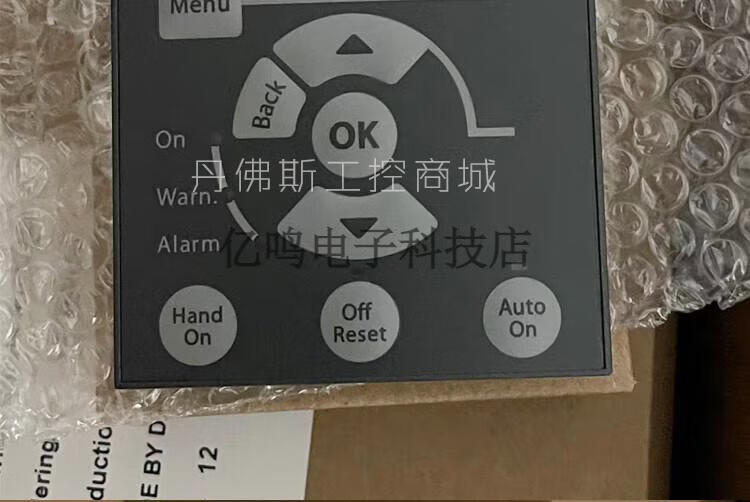 Menu
Back
OK
On
丹佛斯工控商城
Warn.
Alarm
亿鸣电子科技店
Hand
On
Off
Reset
Auto
On
ering
ductio
E BY D
12